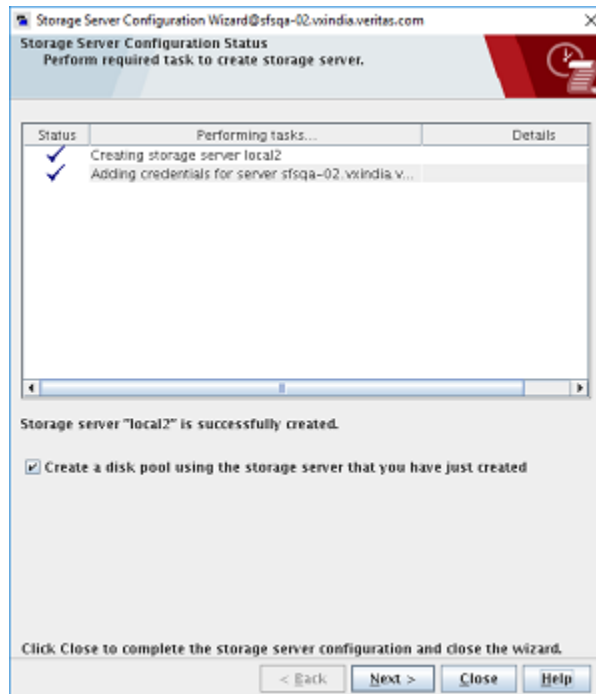 Storage Server Configuration Wizard@sfsqa-02.vxindia.veritas.com
Storage Server Configuration Status
Perform required task to create storage server.
Status Performing tasks... Details
Creating storage server local2
Adding credentials for server sfsqa-02.vxindia.v...
Storage server "local2" is successfully created.
Create a disk pool using the storage server that you have just created
Click Close to complete the storage server configuration and close the wizard.
< Back Next > Close Help